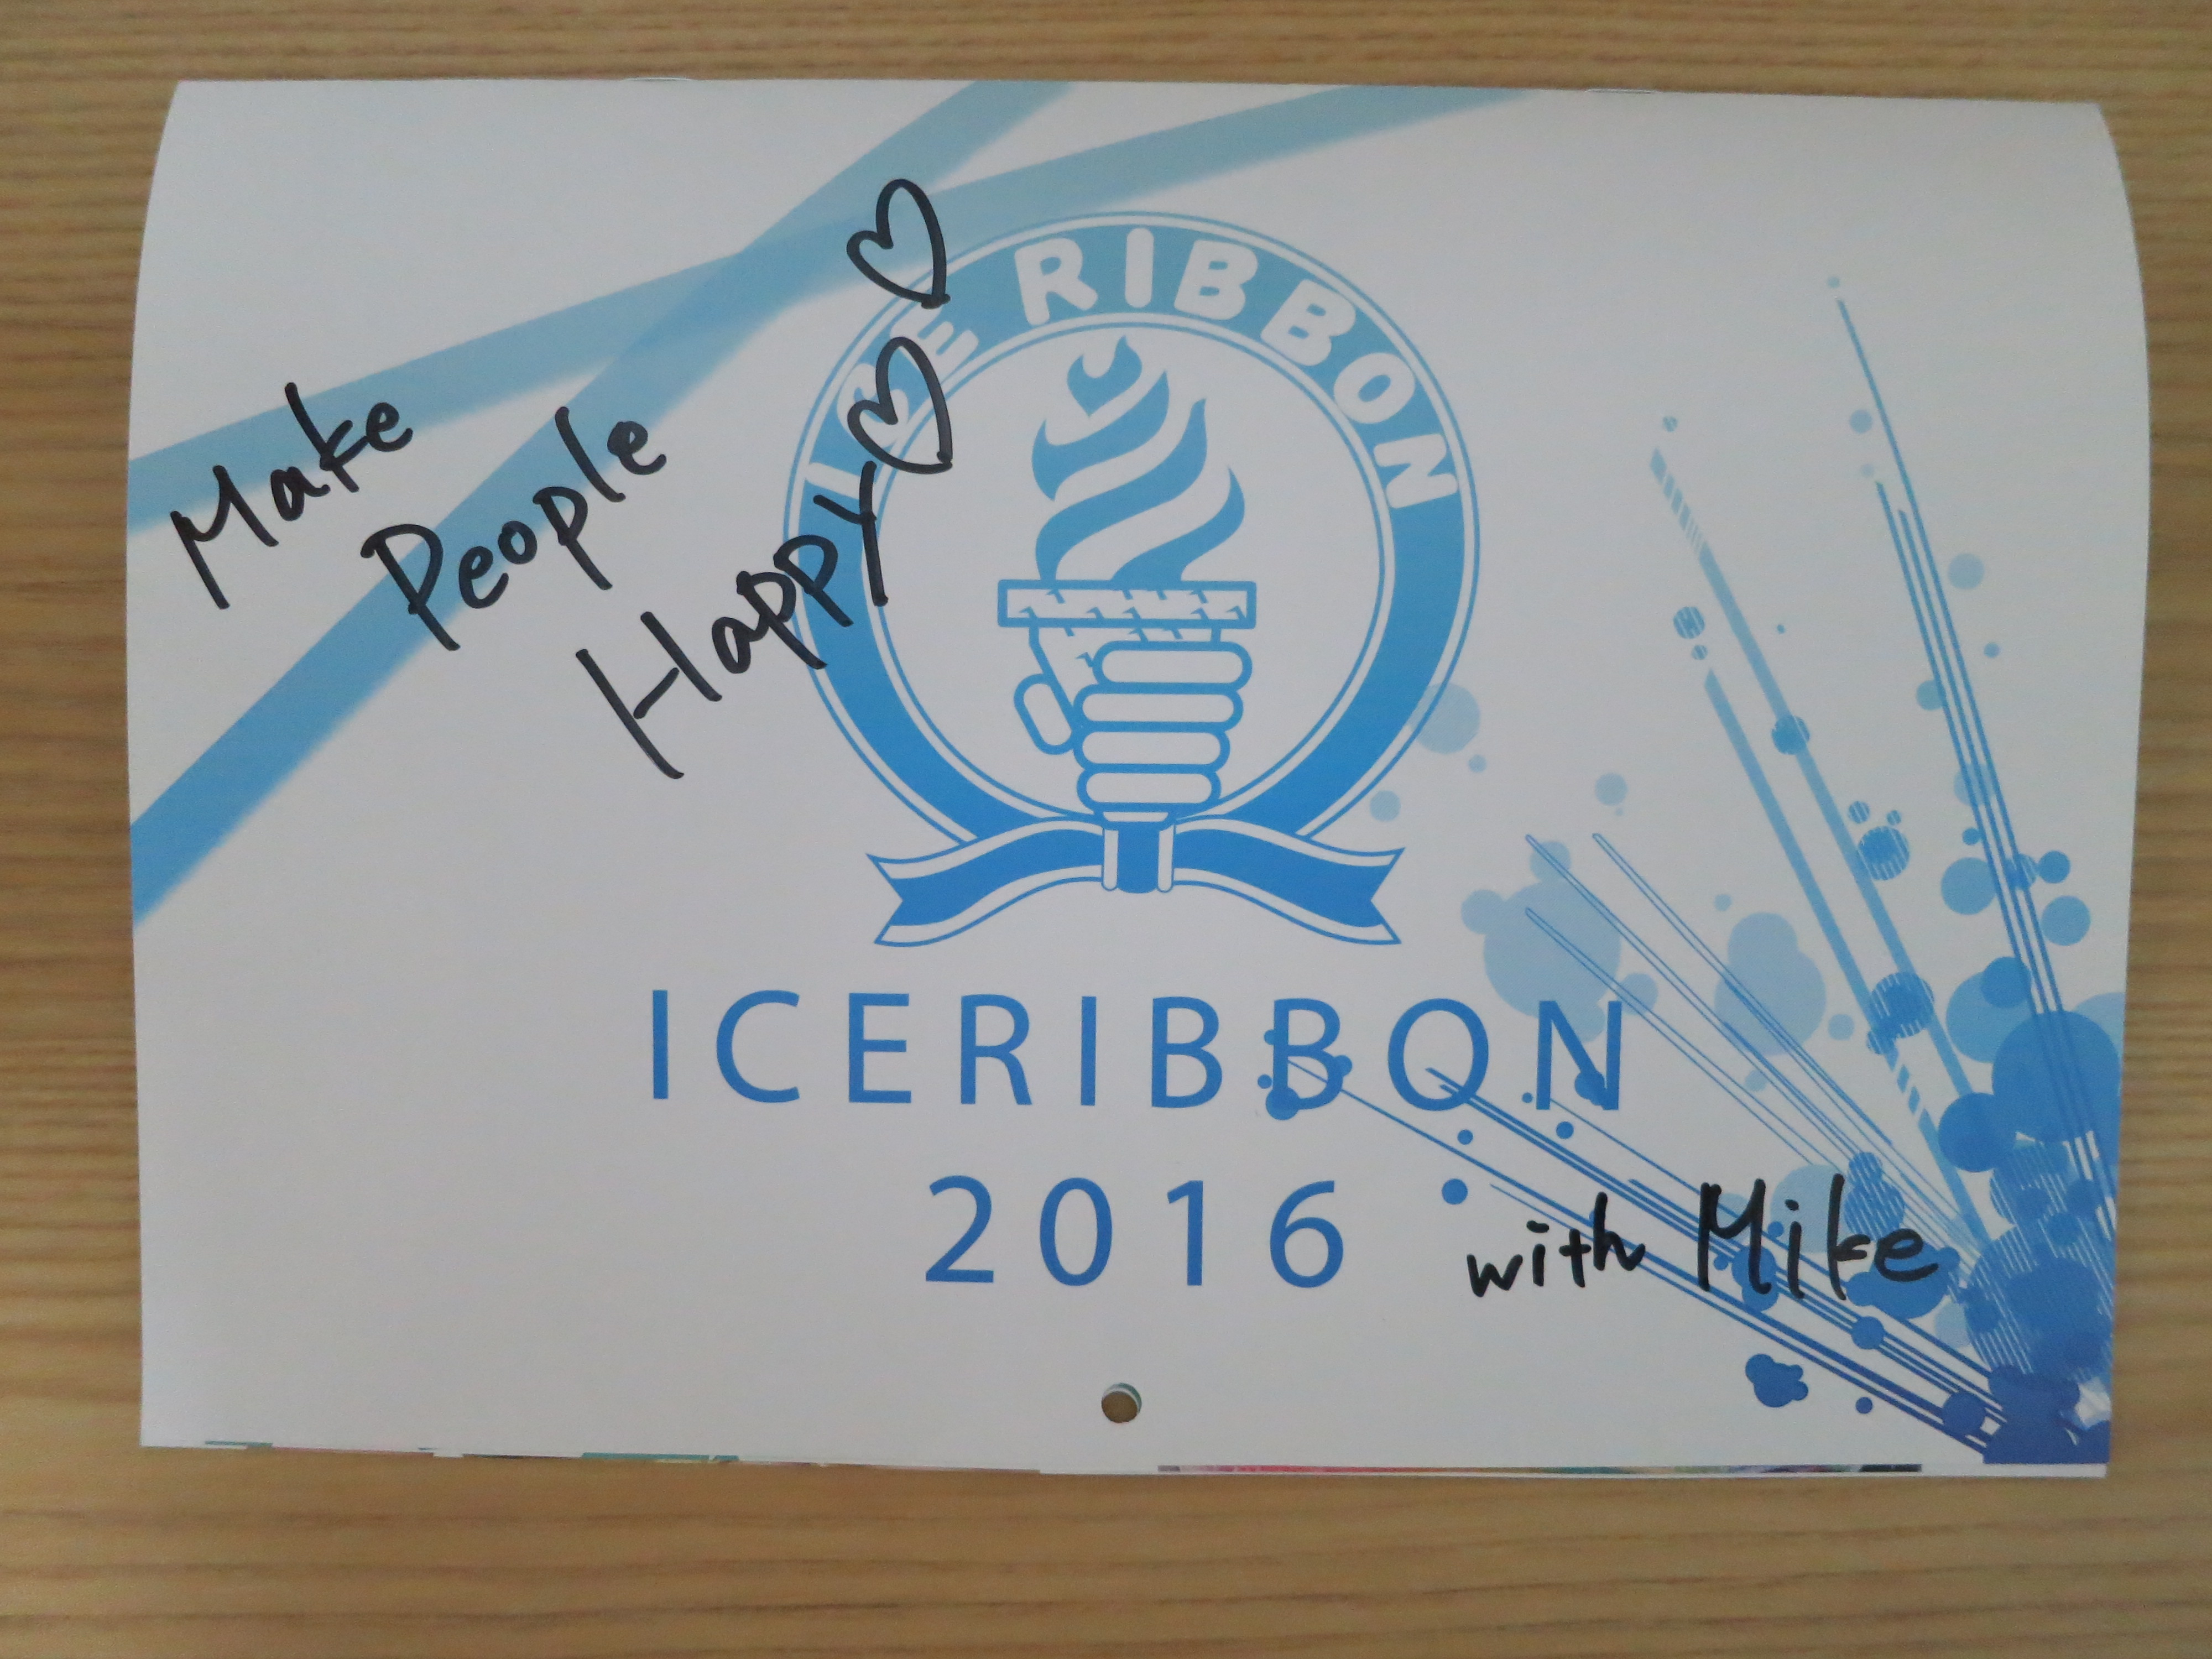 ICE RIBBON
Make
People
Happy♡♡
ICERIBBON
2016
with Mike